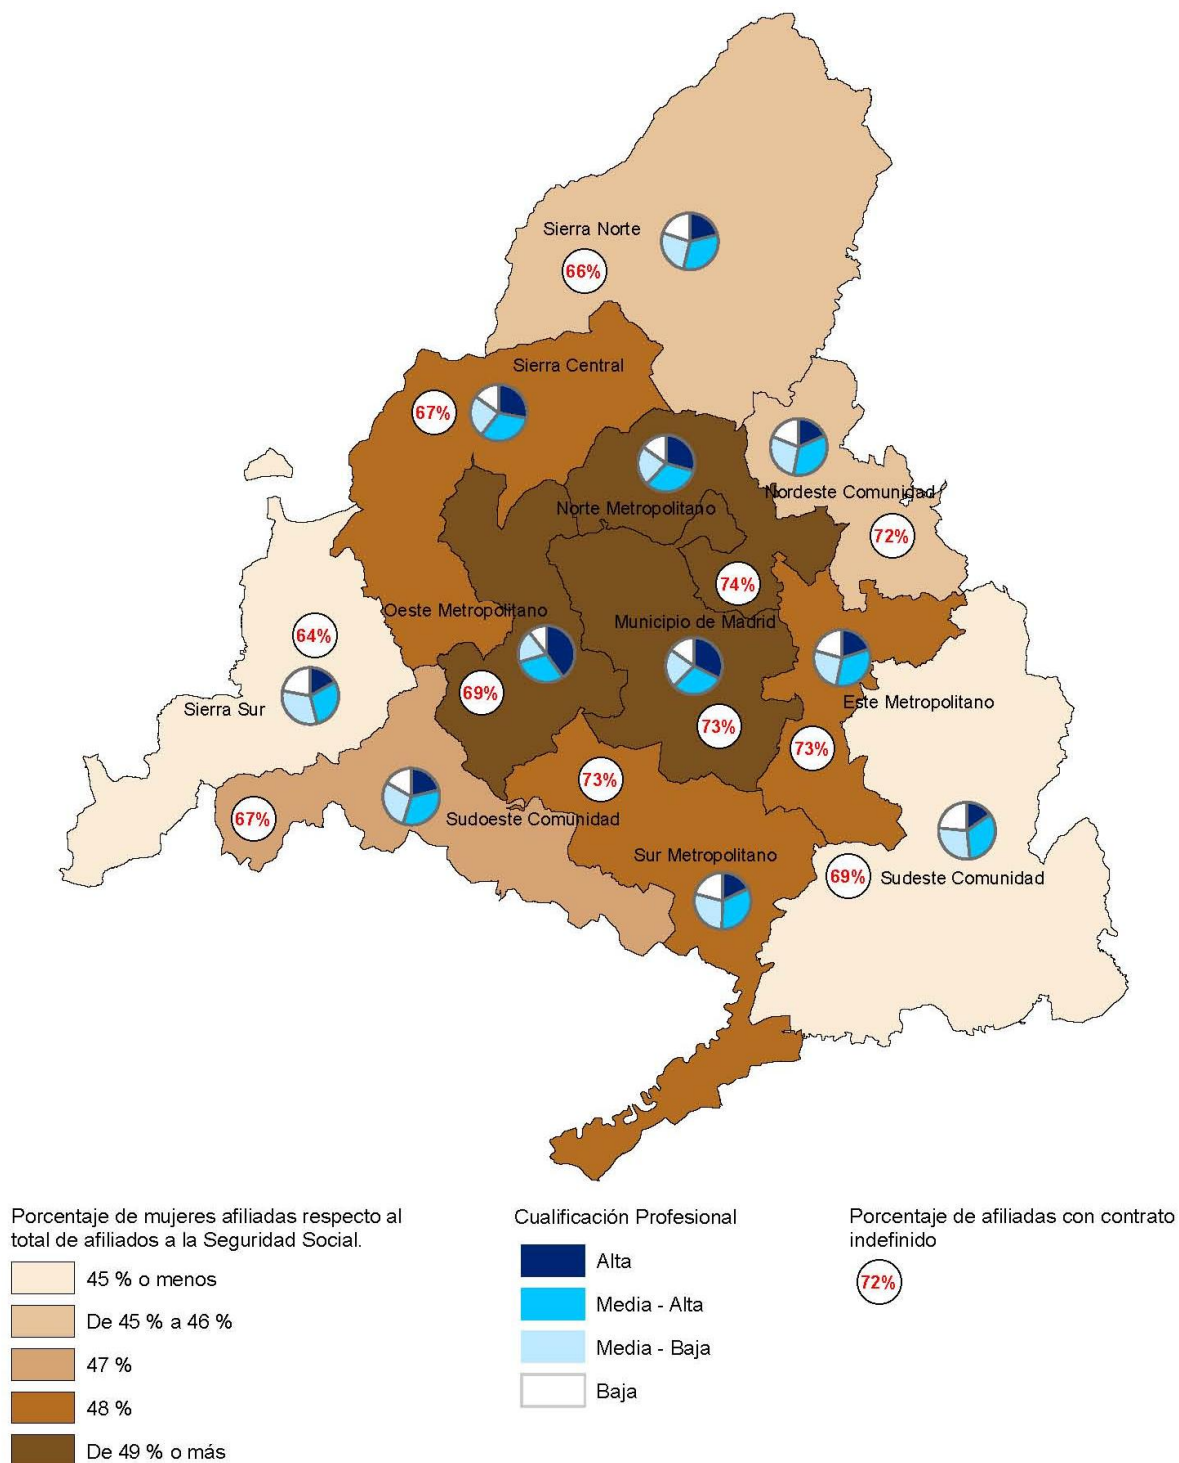 Sierra Norte
66%
Sierra Central
67%
Nordeste Comunidad
72%
Norte Metropolitano
74%
Oeste Metropolitano
69%
Municipio de Madrid
73%
64%
Sierra Sur
Este Metropolitano
73%
73%
67%
Sudoeste Comunidad
Sur Metropolitano
69%
Sudeste Comunidad
Porcentaje de mujeres afiliadas respecto al
total de afiliados a la Seguridad Social.
45 % o menos
De 45 % a 46 %
47 %
48 %
De 49 % o más
Cualificación Profesional
Alta
Media - Alta
Media - Baja
Baja
Porcentaje de afiliadas con contrato
indefinido
72%